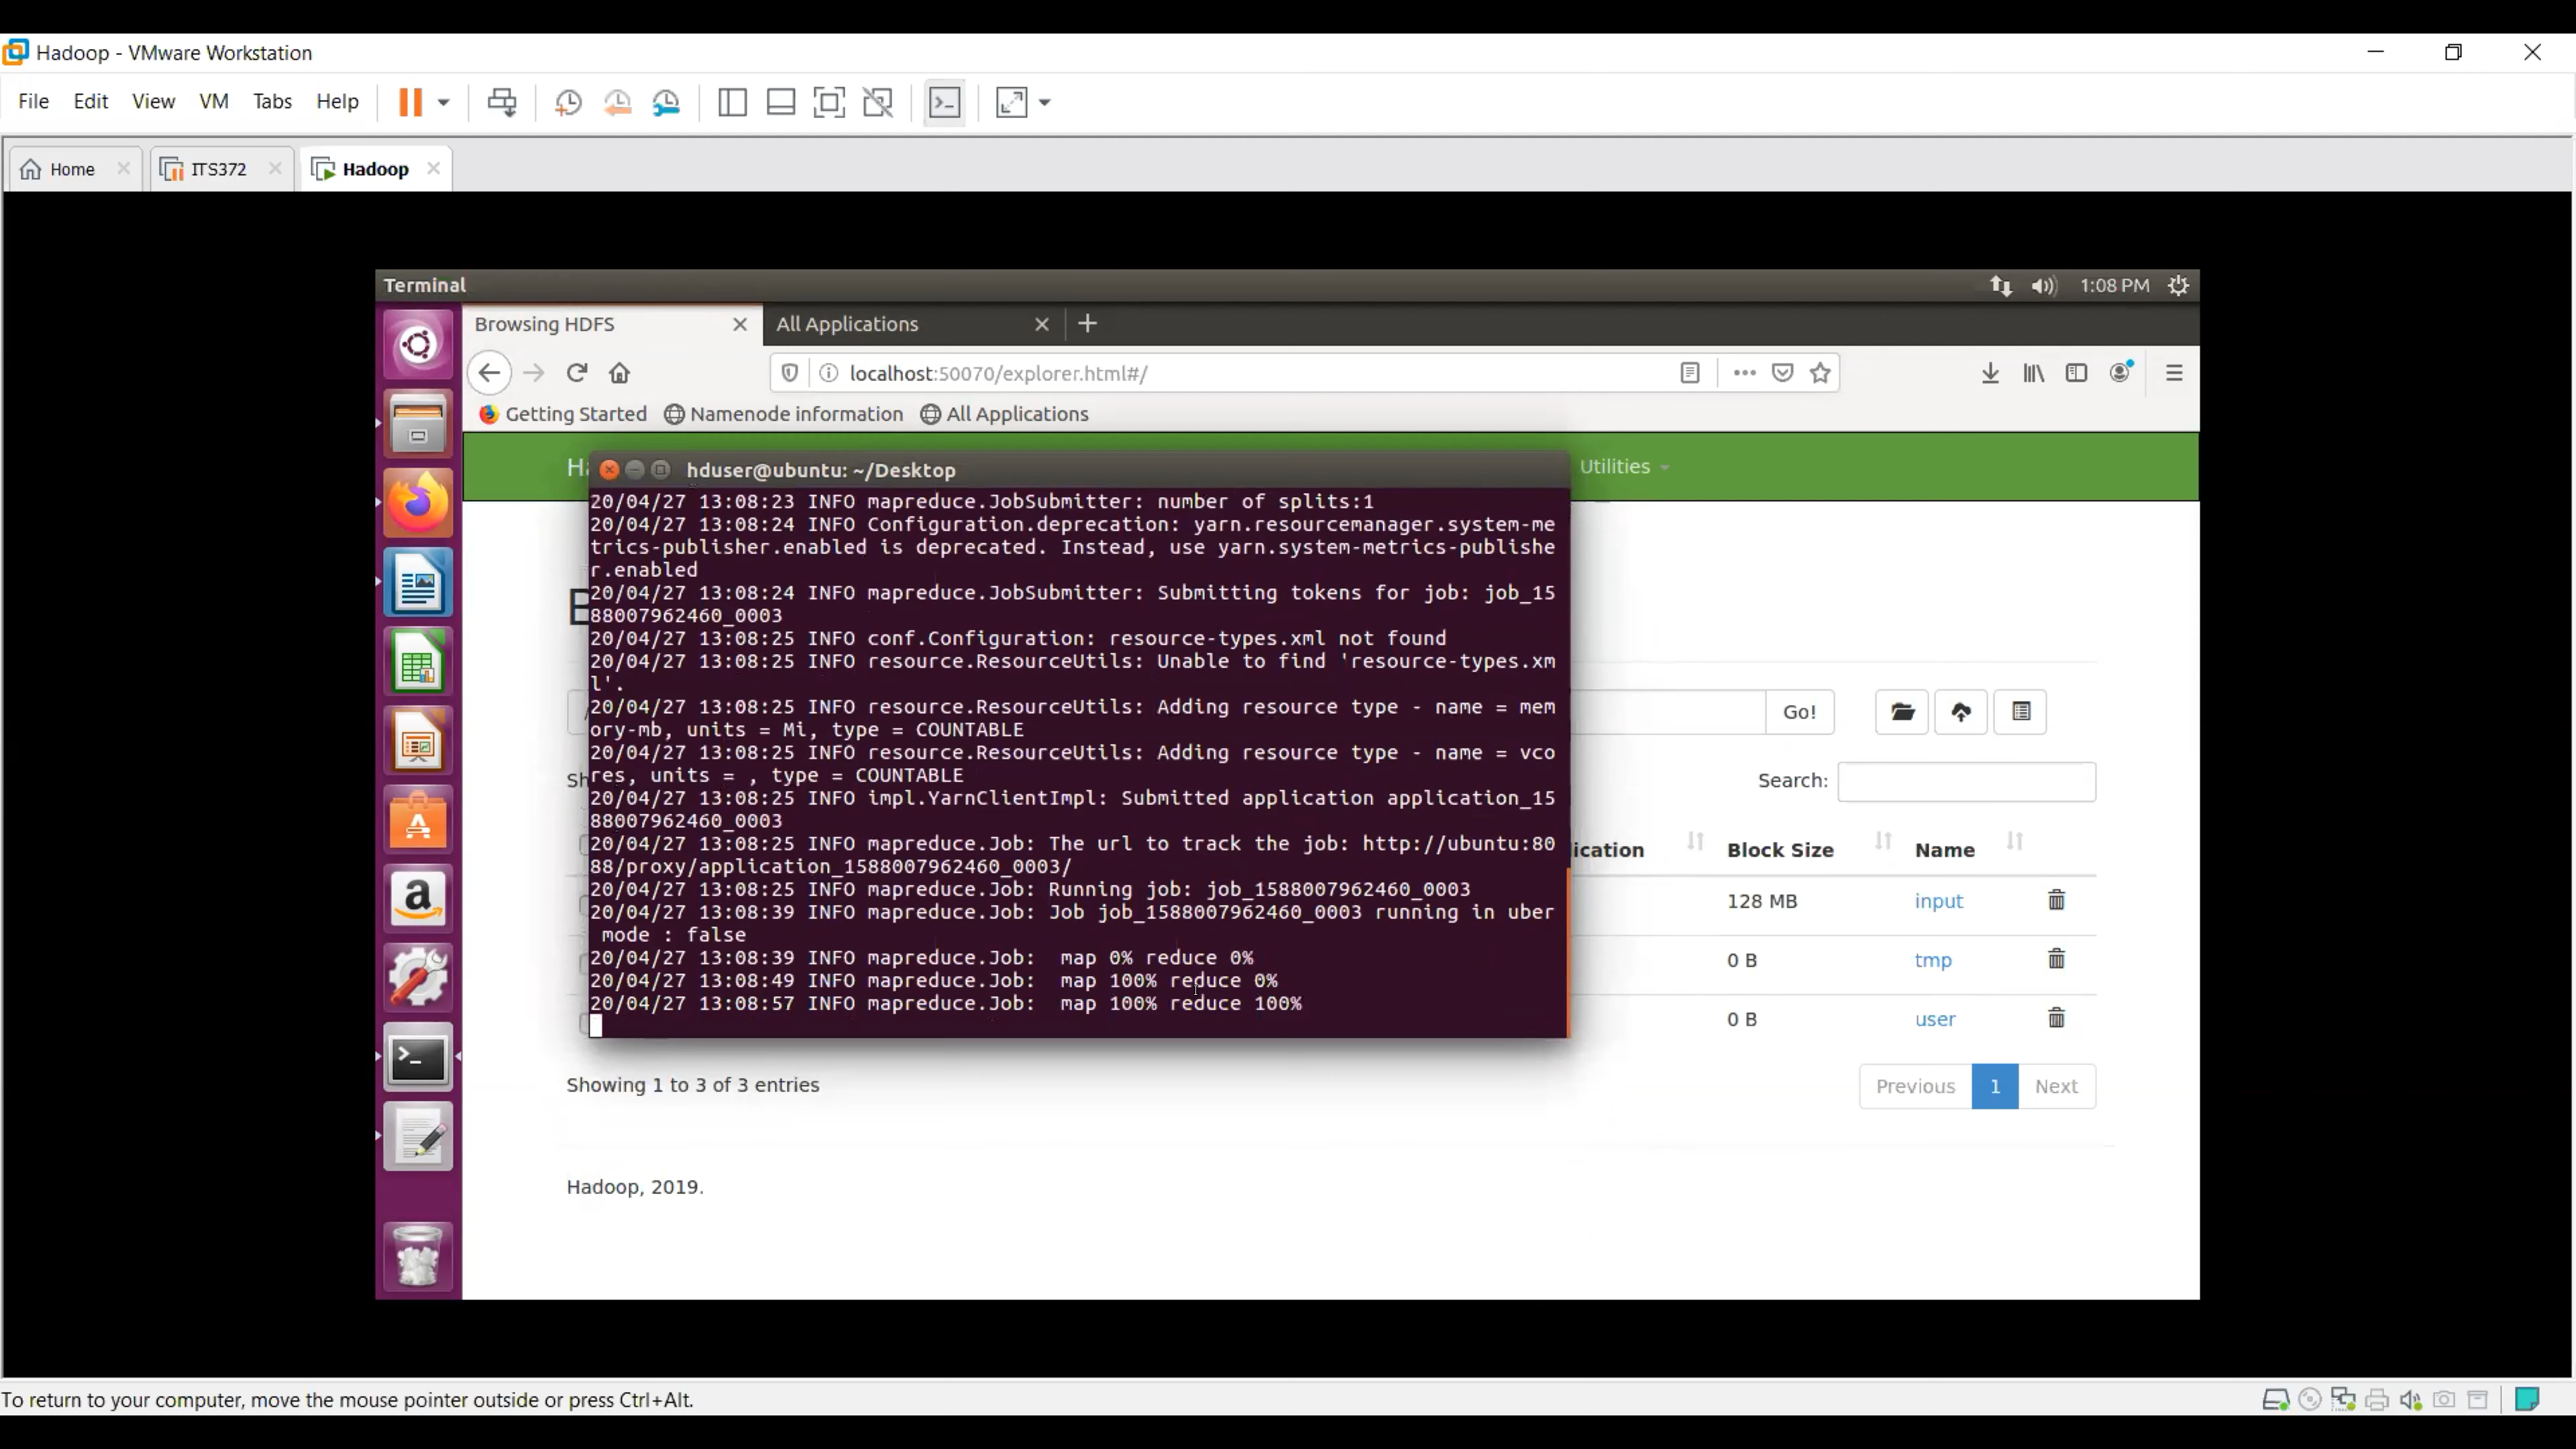 Hadoop - VMware Workstation
File Edit View VM Tabs Help
Home ITS372 Hadoop
Terminal 1:08 PM
Browsing HDFS All Applications
localhost:50070/explorer.html#/
Getting Started Namenode information All Applications
hduser@ubuntu: ~/Desktop
Utilities
20/04/27 13:08:23 INFO mapreduce.JobSubmitter: number of splits:1
20/04/27 13:08:24 INFO Configuration.deprecation: yarn.resourcemanager.system-me
trics-publisher.enabled is deprecated. Instead, use yarn.system-metrics-publishe
r.enabled
20/04/27 13:08:24 INFO mapreduce.JobSubmitter: Submitting tokens for job: job_15
88007962460_0003
20/04/27 13:08:25 INFO conf.Configuration: resource-types.xml not found
20/04/27 13:08:25 INFO resource.ResourceUtils: Unable to find 'resource-types.xm
l'.
20/04/27 13:08:25 INFO resource.ResourceUtils: Adding resource type - name = mem
ory-mb, units = Mi, type = COUNTABLE
20/04/27 13:08:25 INFO resource.ResourceUtils: Adding resource type - name = vco
res, units = , type = COUNTABLE
20/04/27 13:08:25 INFO impl.YarnClientImpl: Submitted application application_15
88007962460_0003
20/04/27 13:08:25 INFO mapreduce.Job: The url to track the job: http://ubuntu:80
88/proxy/application_1588007962460_0003/
20/04/27 13:08:25 INFO mapreduce.Job: Running job: job_1588007962460_0003
20/04/27 13:08:39 INFO mapreduce.Job: Job job_1588007962460_0003 running in uber
mode : false
20/04/27 13:08:39 INFO mapreduce.Job:  map 0% reduce 0%
20/04/27 13:08:49 INFO mapreduce.Job:  map 100% reduce 0%
20/04/27 13:08:57 INFO mapreduce.Job:  map 100% reduce 100%
Go!
Search:
ication Block Size Name
128 MB input
0 B tmp
0 B user
Showing 1 to 3 of 3 entries
Previous 1 Next
Hadoop, 2019.
To return to your computer, move the mouse pointer outside or press Ctrl+Alt.